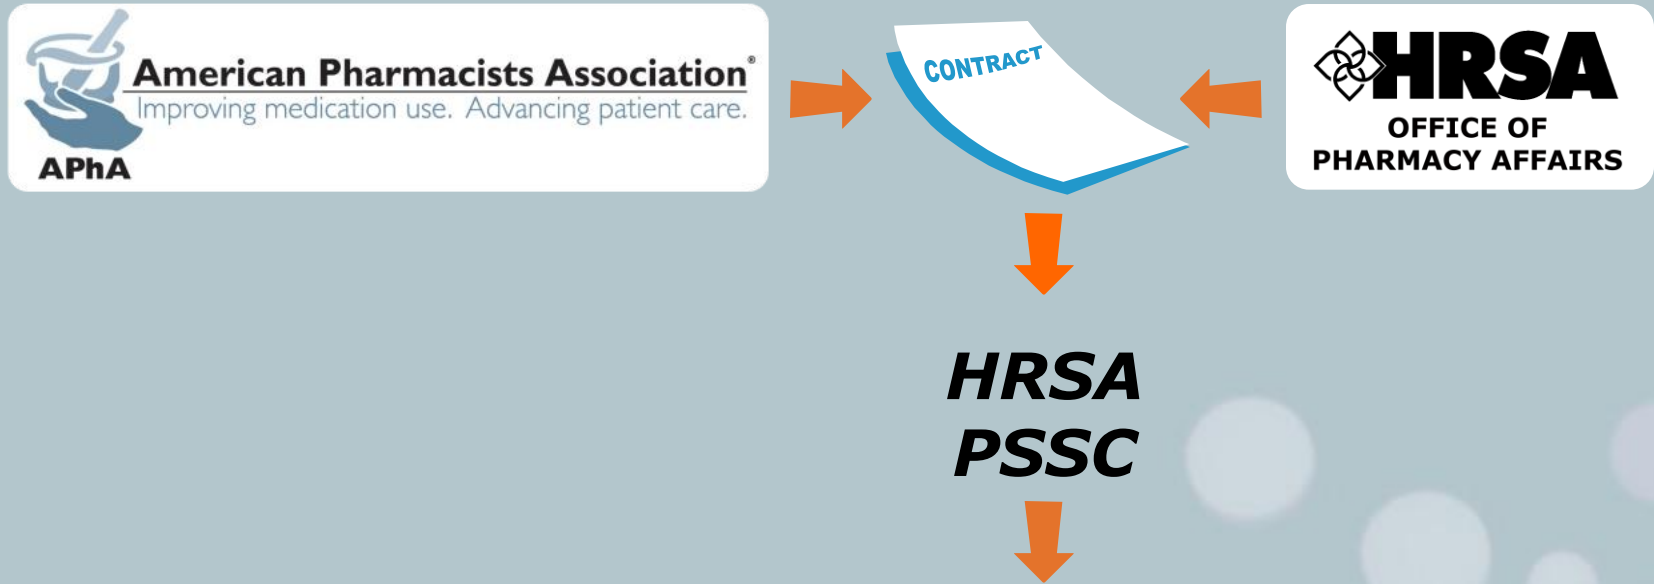 American Pharmacists Association®
Improving medication use. Advancing patient care.
APhA
CONTRACT
HRSA
OFFICE OF
PHARMACY AFFAIRS
HRSA
PSSC